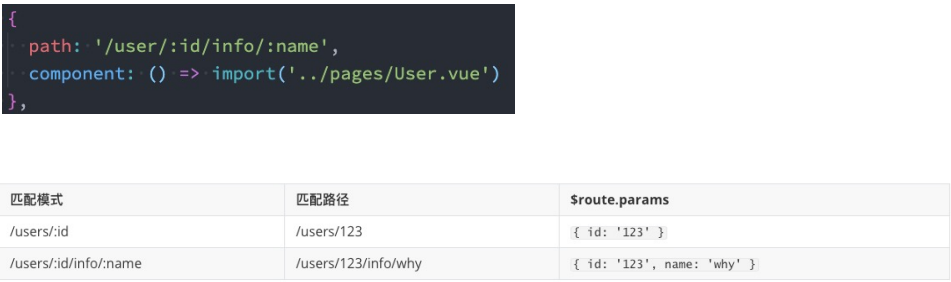 {
path: '/user/:id/info/:name',
component: () => import('../pages/User.vue')
},
匹配模式 匹配路径 $route.params
/users/:id /users/123 { id: '123' }
/users/:id/info/:name /users/123/info/why { id: '123', name: 'why' }